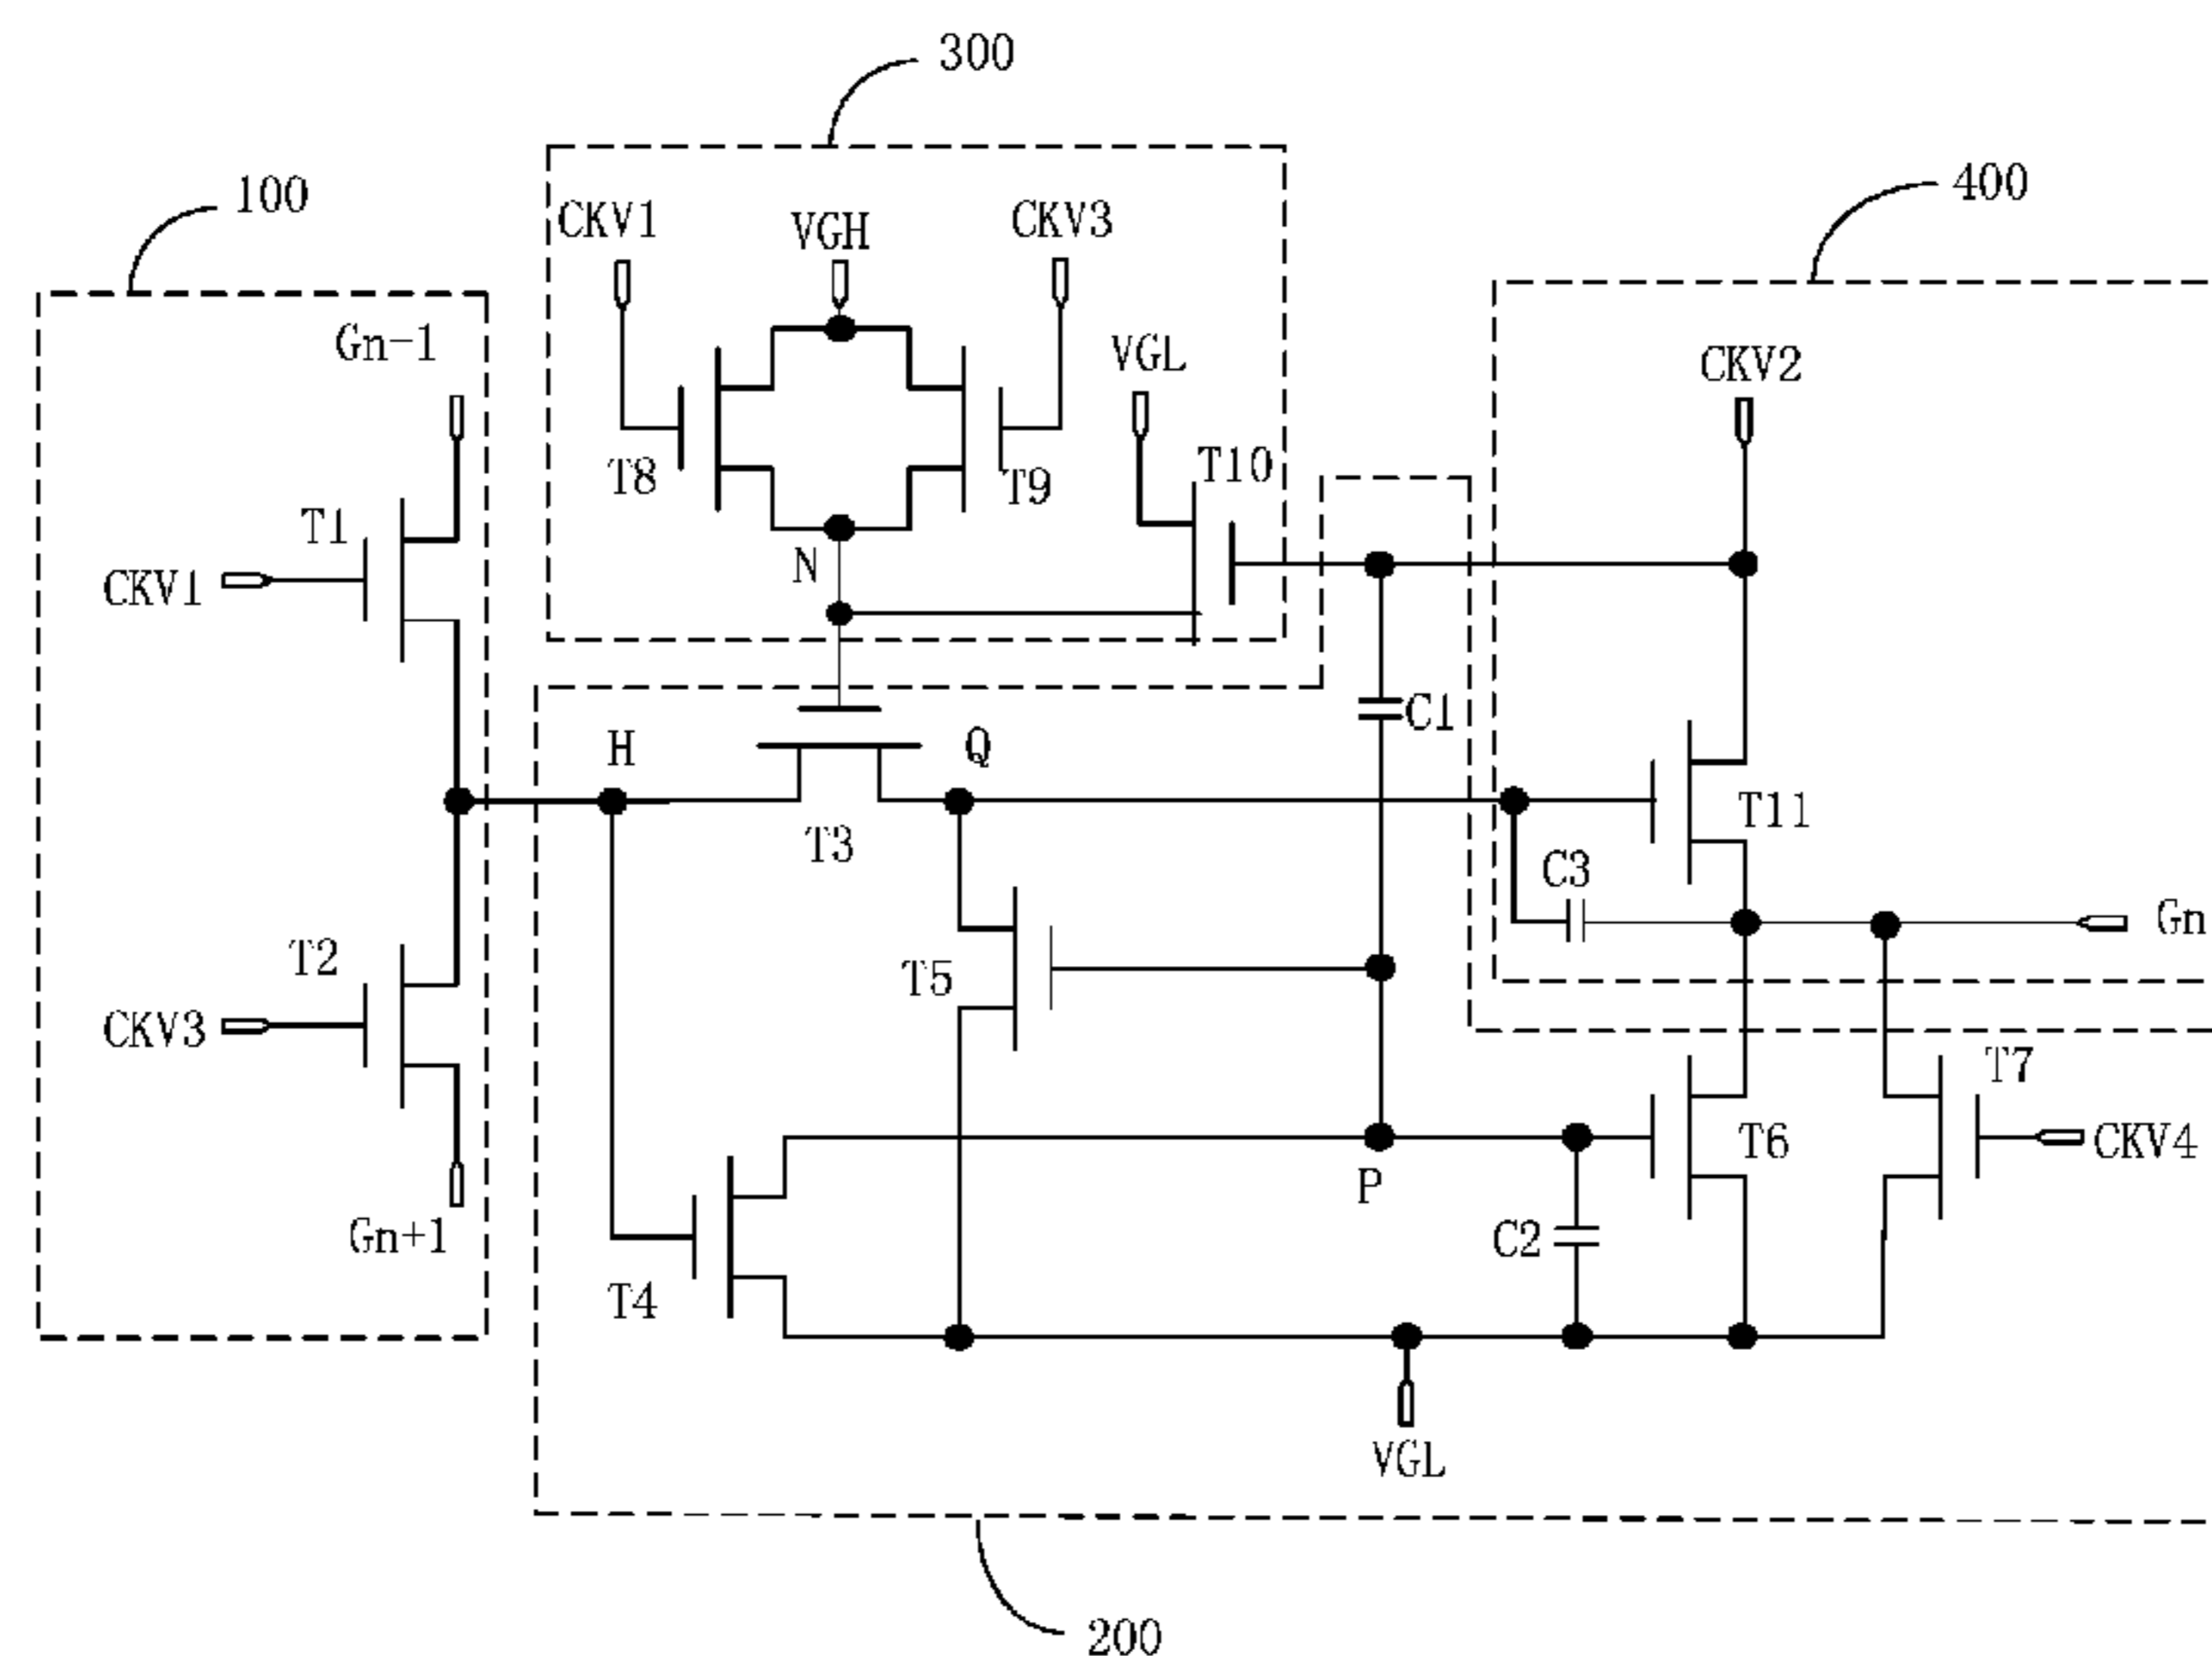 300
100
400
CKV1
VGH
CKV3
Gn-1
VGL
CKV2
T8
T9
T10
T1
N
CKV1
C1
H
Q
T11
T3
C3
Gn
T2
T5
CKV3
T7
T6
CKV4
P
Gn+1
C2
T4
VGL
200